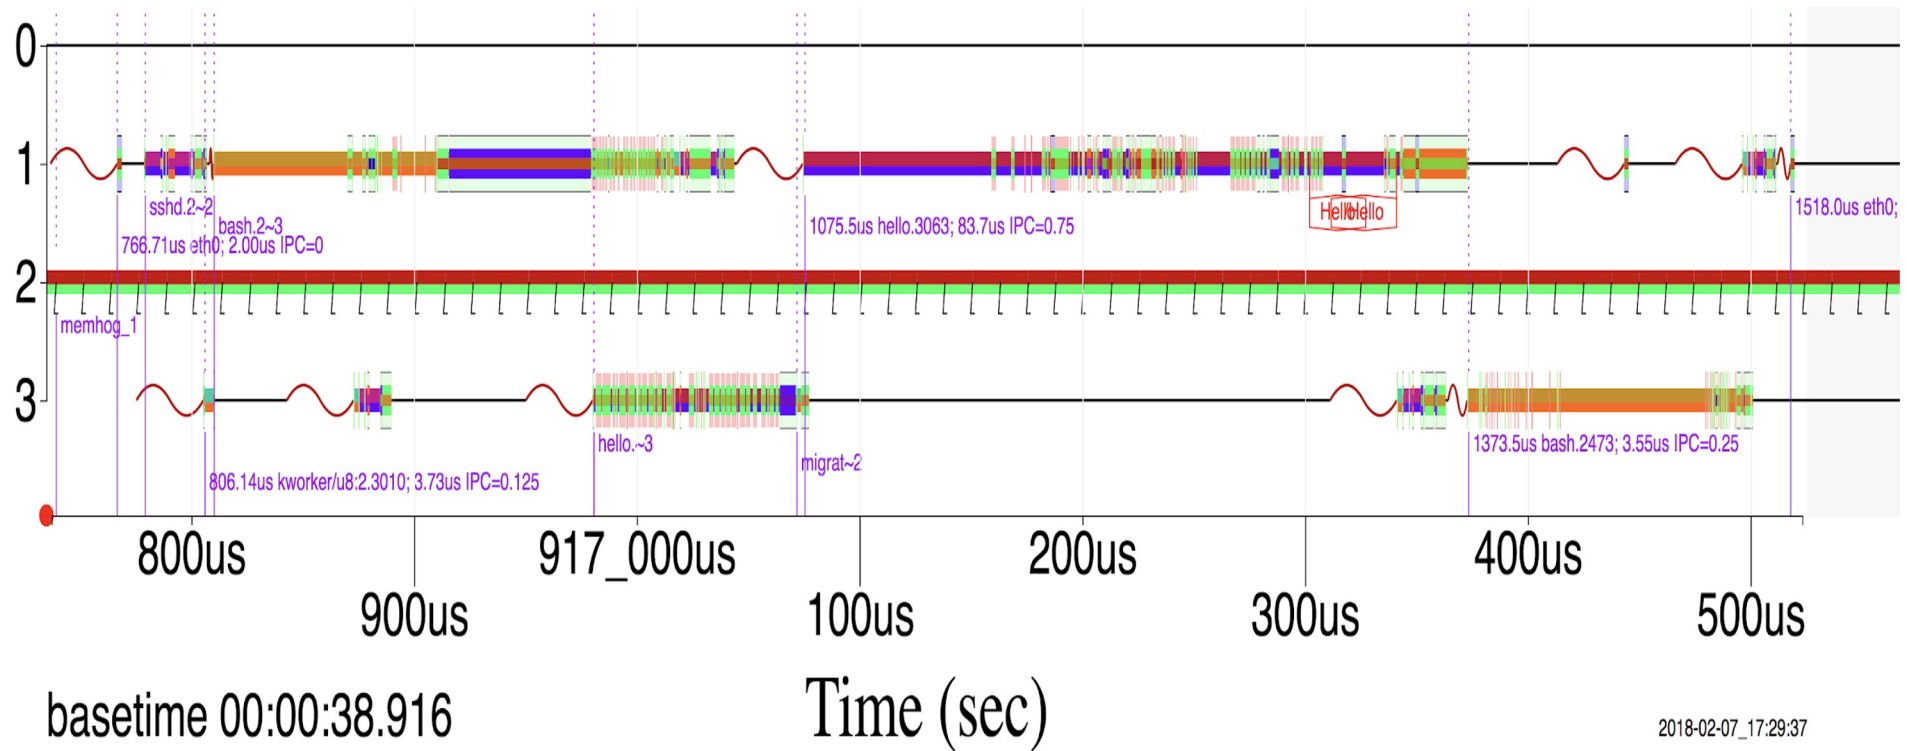 0
1
sshd.2~2
bash.2~3
766.71us eth0; 2.00us IPC=0
1075.5us hello.3063; 83.7us IPC=0.75
Hello
Hello
1518.0us eth0;
2
memhog_1
3
hello.~3
migrat~2
806.14us kworker/u8:2.3010; 3.73us IPC=0.125
1373.5us bash.2473; 3.55us IPC=0.25
800us
917_000us
200us
400us
900us
100us
300us
500us
basetime 00:00:38.916
Time (sec)
2018-02-07_17:29:37